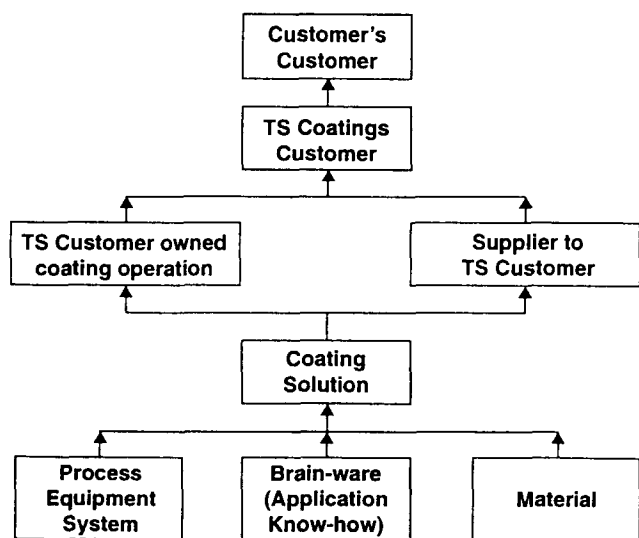 Customer's
Customer
TS Coatings
Customer
TS Customer owned
coating operation
Supplier to
TS Customer
Coating
Solution
Process
Equipment
System
Brain-ware
(Application
Know-how)
Material